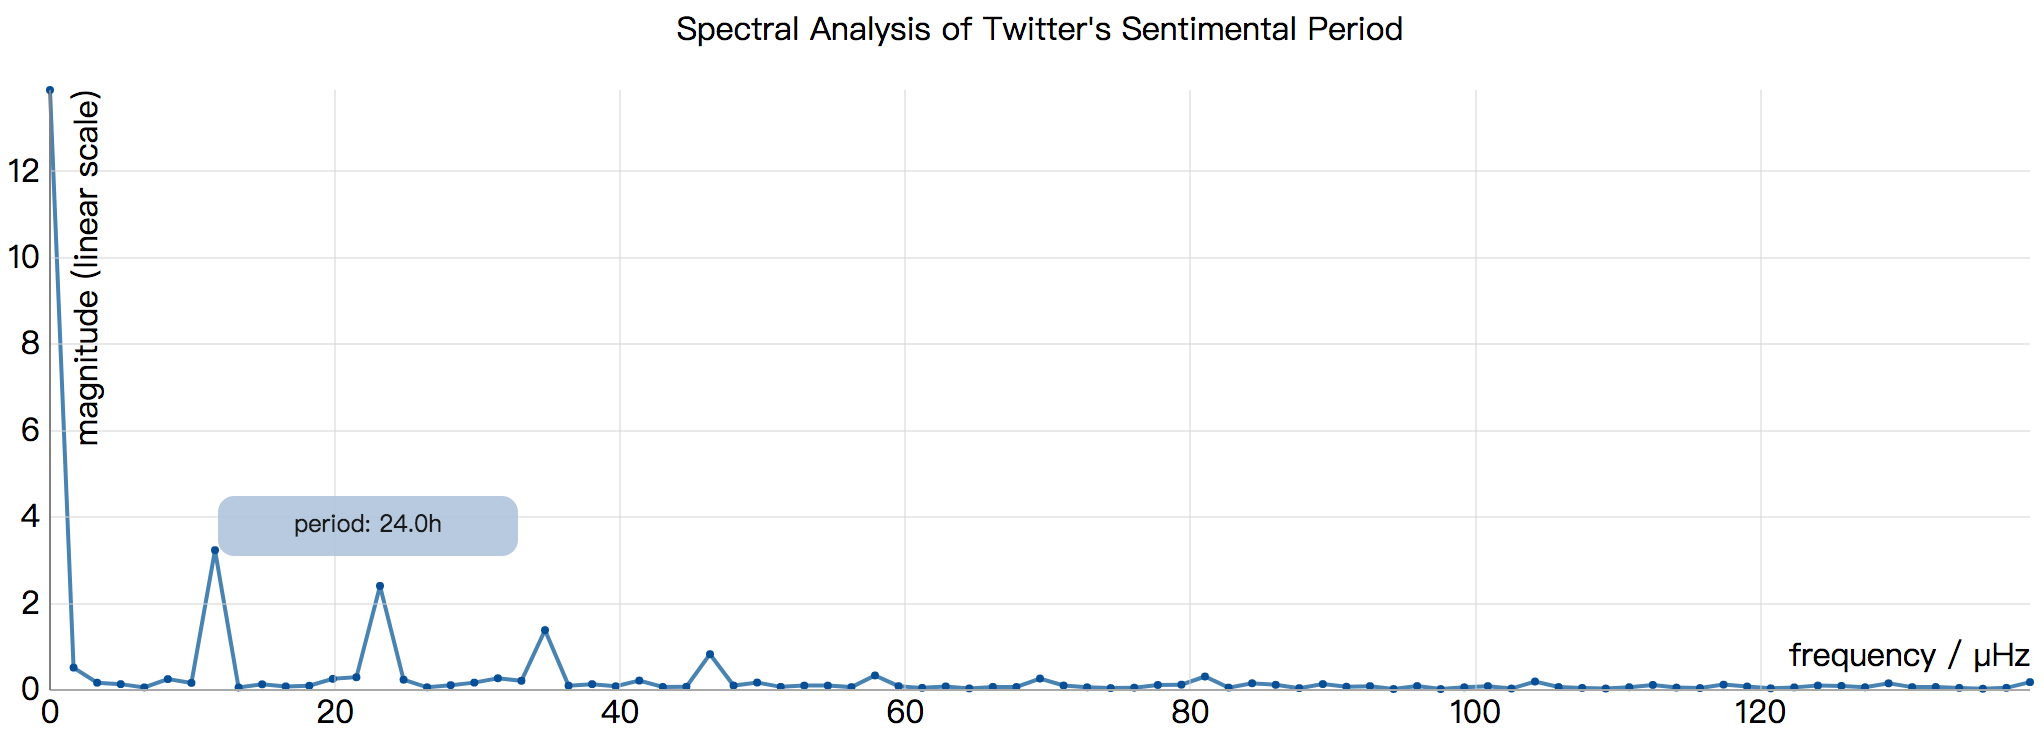 Spectral Analysis of Twitter's Sentimental Period
magnitude (linear scale)
12
10
8
6
4
2
0
period: 24.0h
frequency / μHz
0 20 40 60 80 100 120